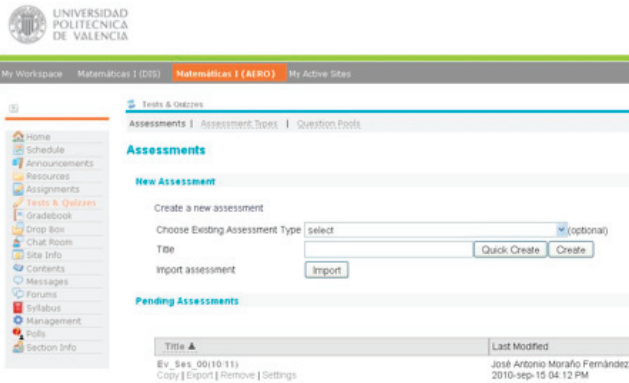 UNIVERSIDAD
POLITECNICA
DE VALENCIA
My Workspace Matemáticas I (DIS) Matemáticas I (AERO) My Active Sites
Tests & Quizzes
Assessments | Assessment Types | Question Pools
Home
Schedule
Announcements
Resources
Assignments
Tests & Quizzes
Gradebook
Drop Box
Chat Room
Site Info
Contents
Messages
Forums
Syllabus
Management
Polls
Section Info
Assessments
New Assessment
Create a new assessment
Choose Existing Assessment Type select (optional)
Title Quick Create Create
Import assessment Import
Pending Assessments
Title Last Modified
Ev_Ses_00(10:11) José Antonio Moraño Fernández
Copy | Export | Remove | Settings 2010-sep-15 04:12 PM